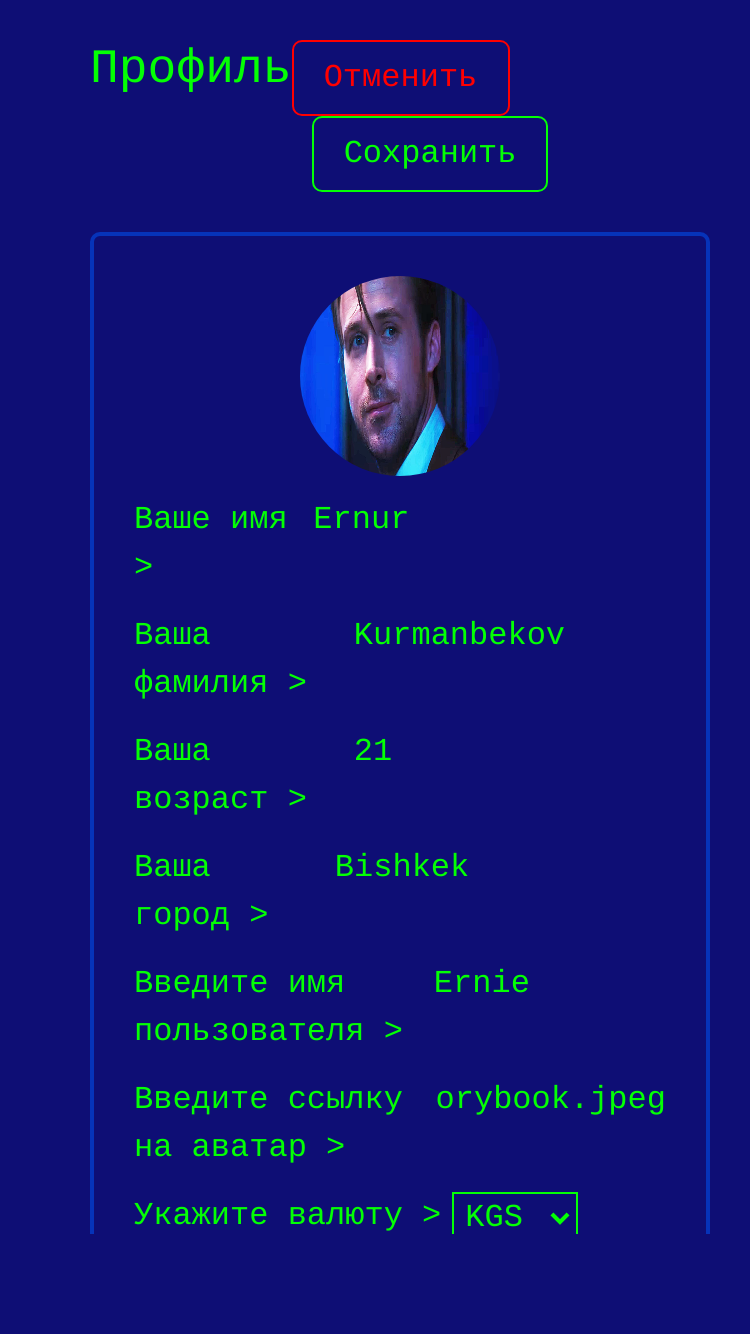 Профиль
Отменить
Сохранить
Ваше имя Ernur
>
Ваша Kurmanbekov
фамилия >
Ваша 21
возраст >
Ваша Bishkek
город >
Введите имя Ernie
пользователя >
Введите ссылку orybook.jpeg
на аватар >
Укажите валюту > KGS